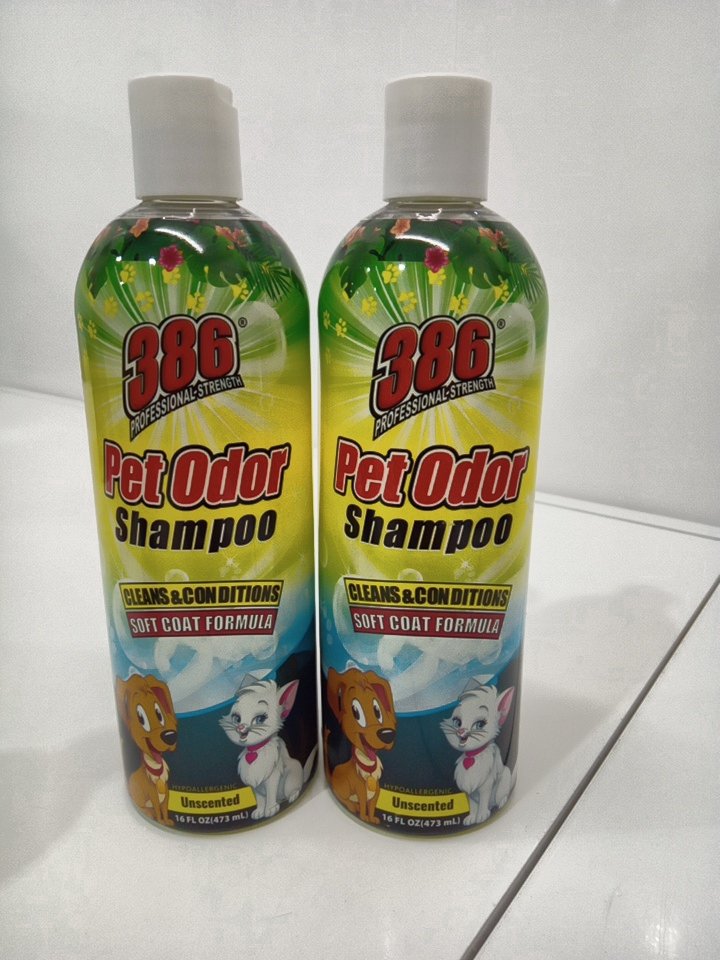 386®
PROFESSIONAL-STRENGTH
Pet Odor
Shampoo
CLEANS & CONDITIONS
SOFT COAT FORMULA
HYPOALLERGENIC
Unscented
16 FL OZ(473 mL)
386®
PROFESSIONAL-STRENGTH
Pet Odor
Shampoo
CLEANS & CONDITIONS
SOFT COAT FORMULA
HYPOALLERGENIC
Unscented
16 FL OZ(473 mL)